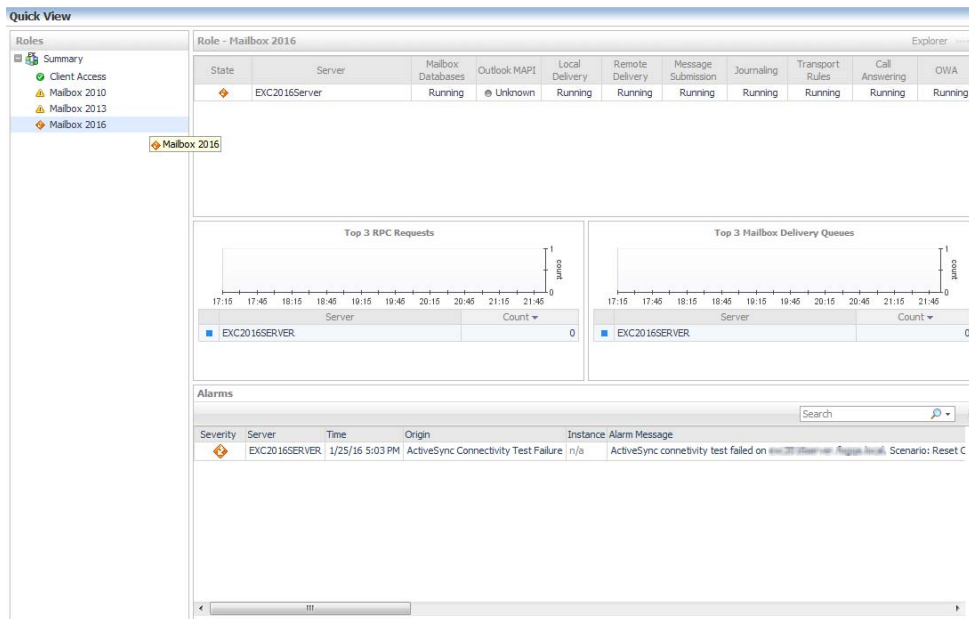 Quick View
Roles
Summary
Client Access
Mailbox 2010
Mailbox 2013
Mailbox 2016
Mailbox 2016
Role - Mailbox 2016 Explorer
State Server Mailbox Databases Outlook MAPI Local Delivery Remote Delivery Message Submission Journaling Transport Rules Call Answering OWA
EXC2016Server Running Unknown Running Running Running Running Running Running Running
Top 3 RPC Requests
1
count
0
17:15 17:45 18:15 18:45 19:15 19:45 20:15 20:45 21:15 21:45
Server Count
EXC2016SERVER 0
Top 3 Mailbox Delivery Queues
1
count
0
17:15 17:45 18:15 18:45 19:15 19:45 20:15 20:45 21:15 21:45
Server Count
EXC2016SERVER 0
Alarms
Search
Severity Server Time Origin Instance Alarm Message
EXC2016SERVER 1/25/16 5:03 PM ActiveSync Connectivity Test Failure n/a ActiveSync connetivity test failed on Scenario: Reset C